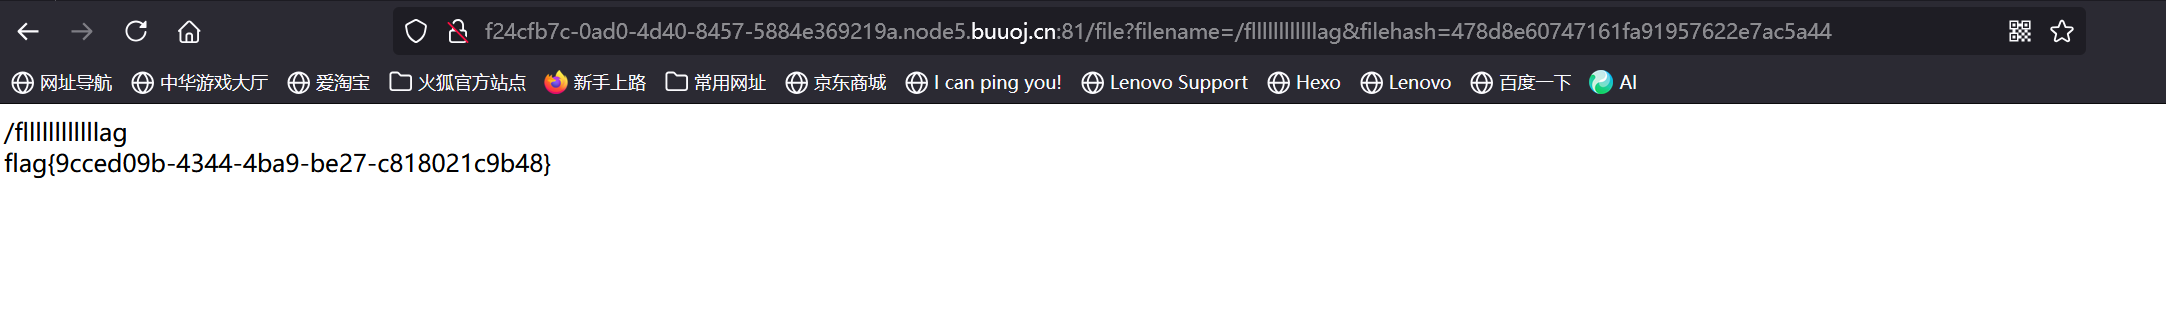 f24cfb7c-0ad0-4d40-8457-5884e369219a.node5.buuoj.cn:81/file?filename=/fllllllllllllag&filehash=478d8e60747161fa91957622e7ac5a44
网址导航 中华游戏大厅 爱淘宝 火狐官方站点 新手上路 常用网址 京东商城 I can ping you! Lenovo Support Hexo Lenovo 百度一下 AI
/fllllllllllllag
flag{9cced09b-4344-4ba9-be27-c818021c9b48}